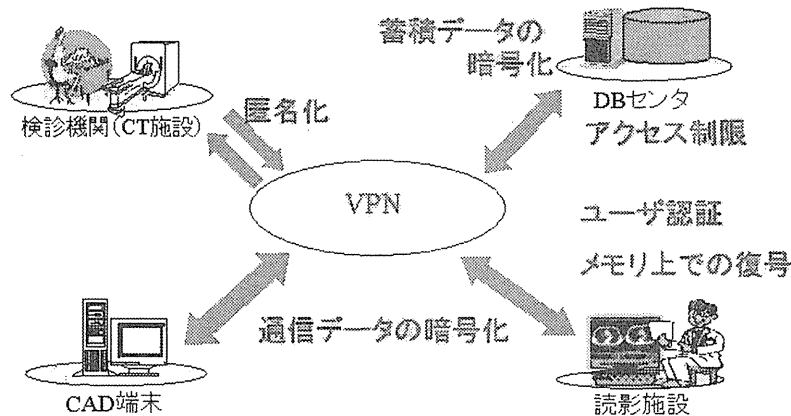 蓄積データの
暗号化
DBセンタ
アクセス制限
検診機関(CT施設)
匿名化
VPN
ユーザ認証
メモリ上での復号
通信データの暗号化
CAD端末
読影施設